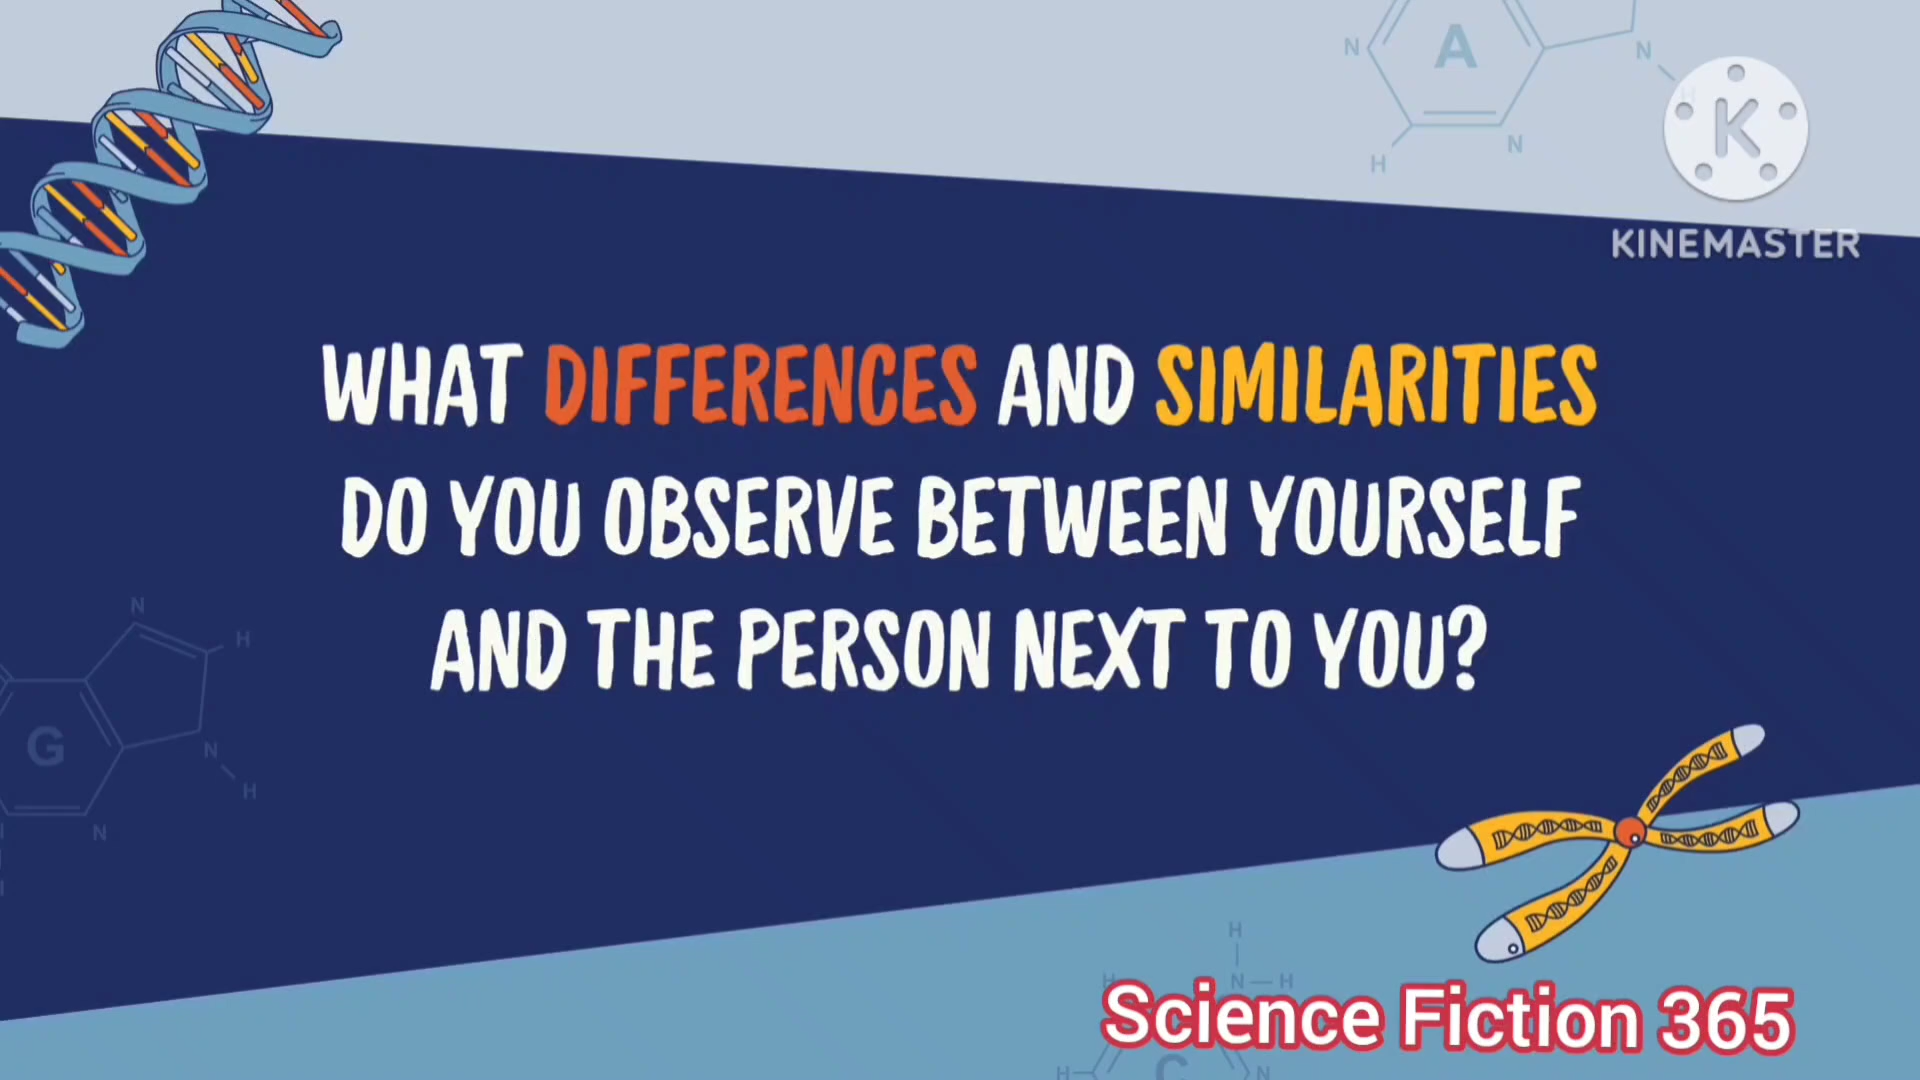 A
N
N
H
N
H
K
KINEMASTER
WHAT DIFFERENCES AND SIMILARITIES
DO YOU OBSERVE BETWEEN YOURSELF
AND THE PERSON NEXT TO YOU?
N
H
G
N
H
N
H
H
N
H
Science Fiction 365
H
C
N